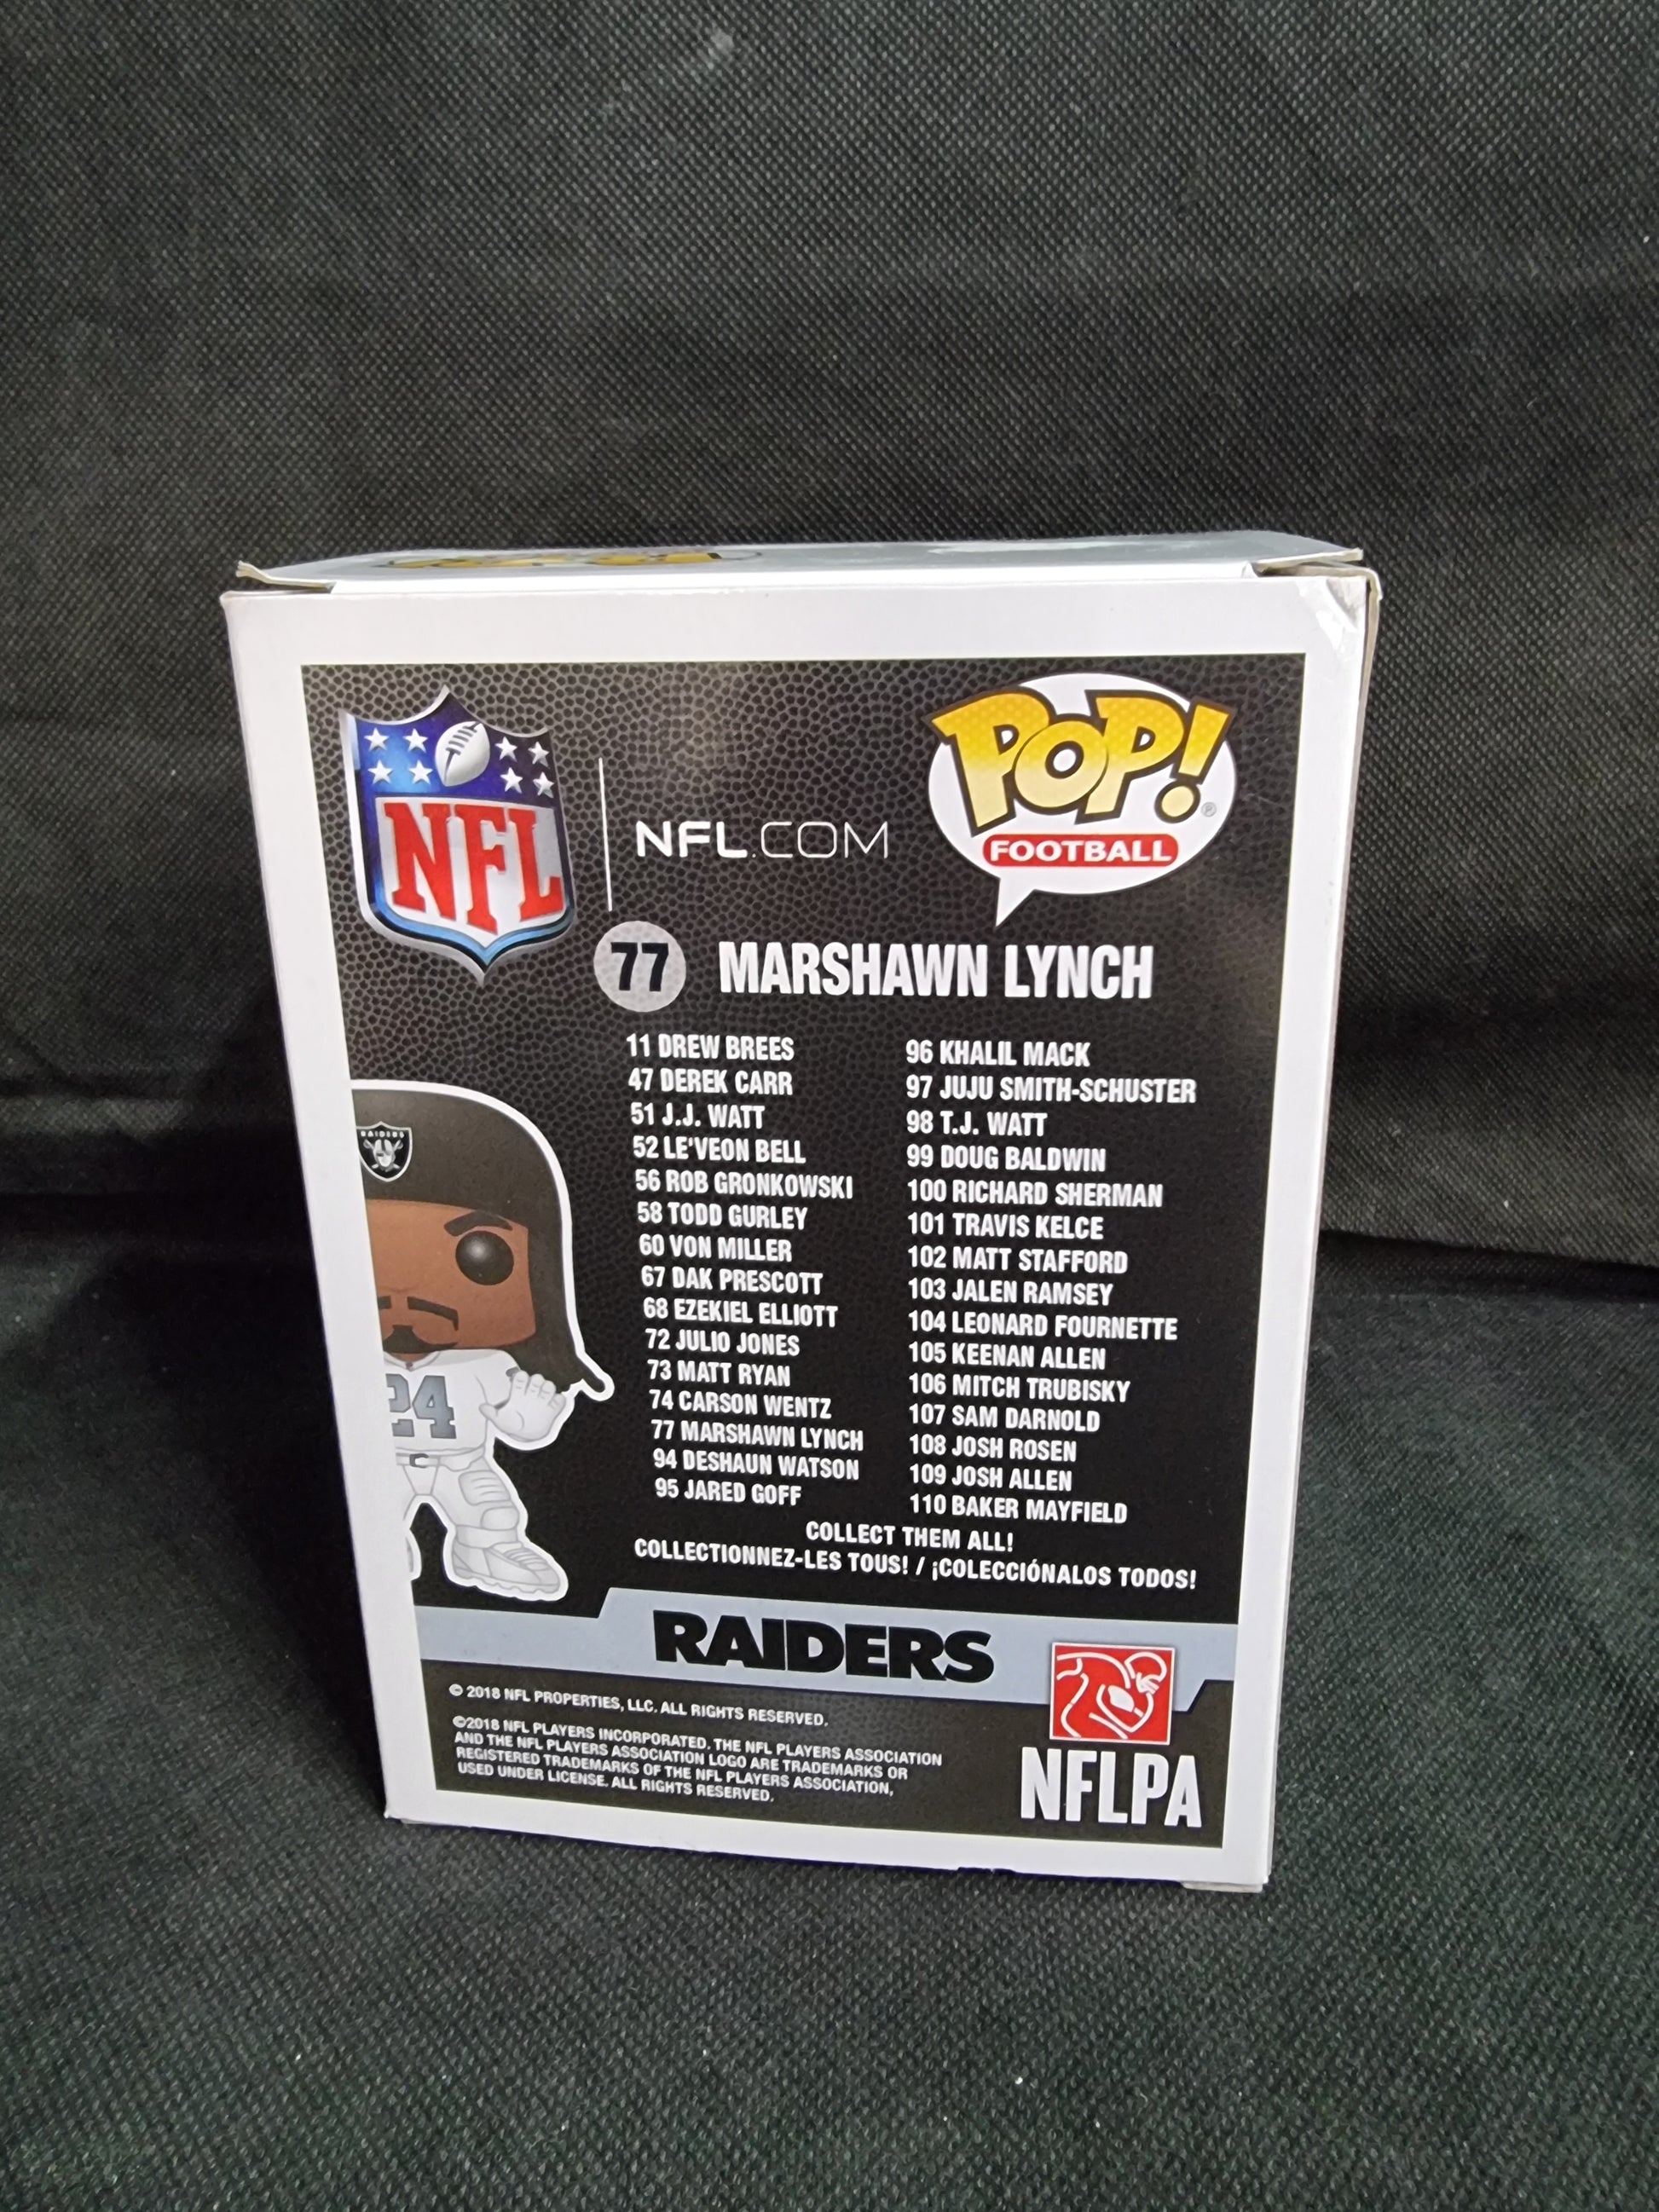 NFL
NFL.COM
POP!
®
FOOTBALL
77 MARSHAWN LYNCH
11 DREW BREES
47 DEREK CARR
51 J.J. WATT
52 LE'VEON BELL
56 ROB GRONKOWSKI
58 TODD GURLEY
60 VON MILLER
67 DAK PRESCOTT
68 EZEKIEL ELLIOTT
72 JULIO JONES
73 MATT RYAN
74 CARSON WENTZ
77 MARSHAWN LYNCH
94 DESHAUN WATSON
95 JARED GOFF
96 KHALIL MACK
97 JUJU SMITH-SCHUSTER
98 T.J. WATT
99 DOUG BALDWIN
100 RICHARD SHERMAN
101 TRAVIS KELCE
102 MATT STAFFORD
103 JALEN RAMSEY
104 LEONARD FOURNETTE
105 KEENAN ALLEN
106 MITCH TRUBISKY
107 SAM DARNOLD
108 JOSH ROSEN
109 JOSH ALLEN
110 BAKER MAYFIELD
COLLECT THEM ALL!
COLLECTIONNEZ-LES TOUS! / ¡COLECCIÓNALOS TODOS!
RAIDERS
24
RAIDERS
© 2018 NFL PROPERTIES, LLC. ALL RIGHTS RESERVED.
©2018 NFL PLAYERS INCORPORATED. THE NFL PLAYERS ASSOCIATION
AND THE NFL PLAYERS ASSOCIATION LOGO ARE TRADEMARKS OR
REGISTERED TRADEMARKS OF THE NFL PLAYERS ASSOCIATION,
USED UNDER LICENSE. ALL RIGHTS RESERVED.
NFLPA